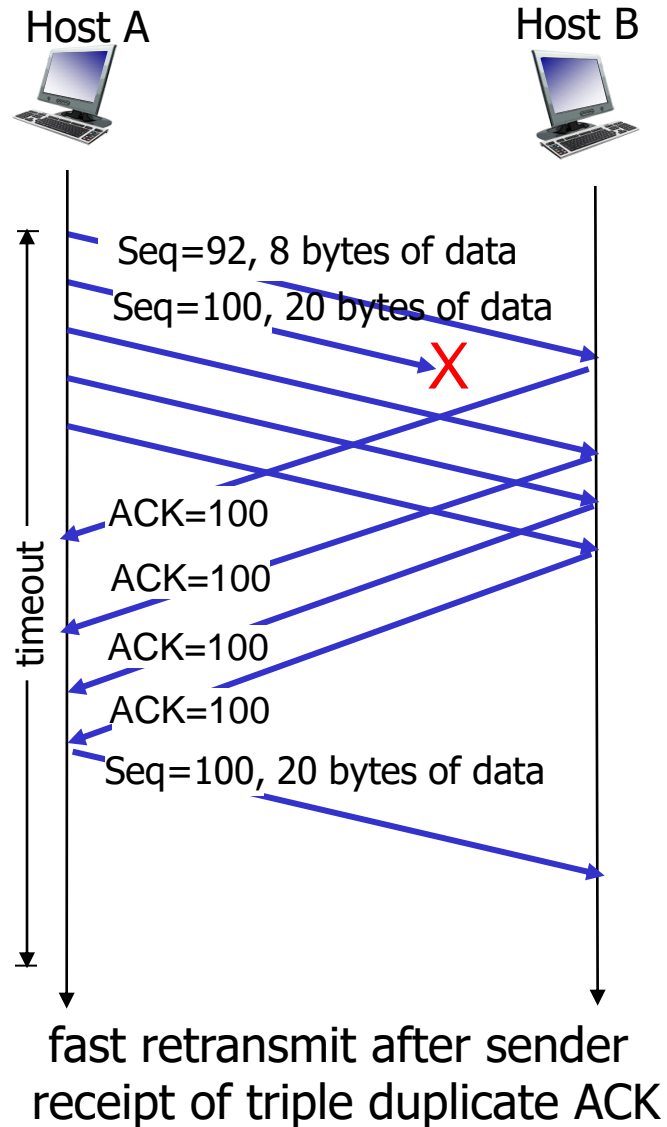 Host A
Host B
Seq=92, 8 bytes of data
Seq=100, 20 bytes of data
X
ACK=100
timeout
ACK=100
ACK=100
ACK=100
Seq=100, 20 bytes of data
fast retransmit after sender
receipt of triple duplicate ACK